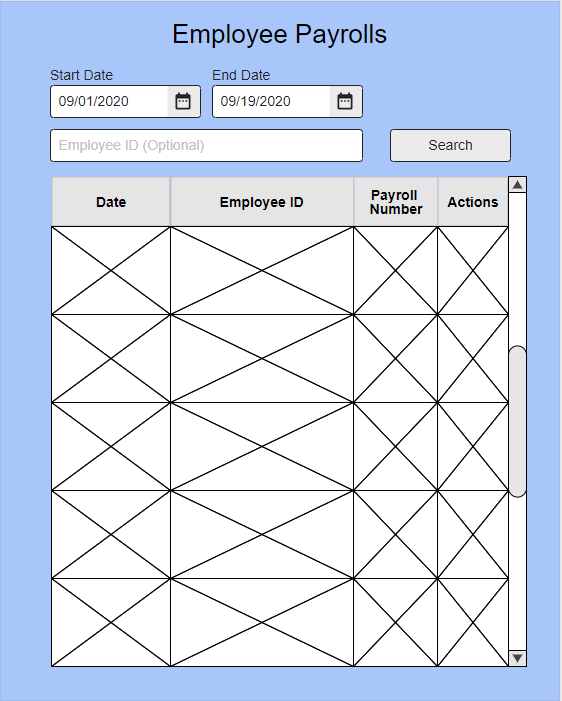 Employee Payrolls
Start Date
End Date
09/01/2020
09/19/2020
Employee ID (Optional)
Search
Date
Employee ID
Payroll
Number
Actions